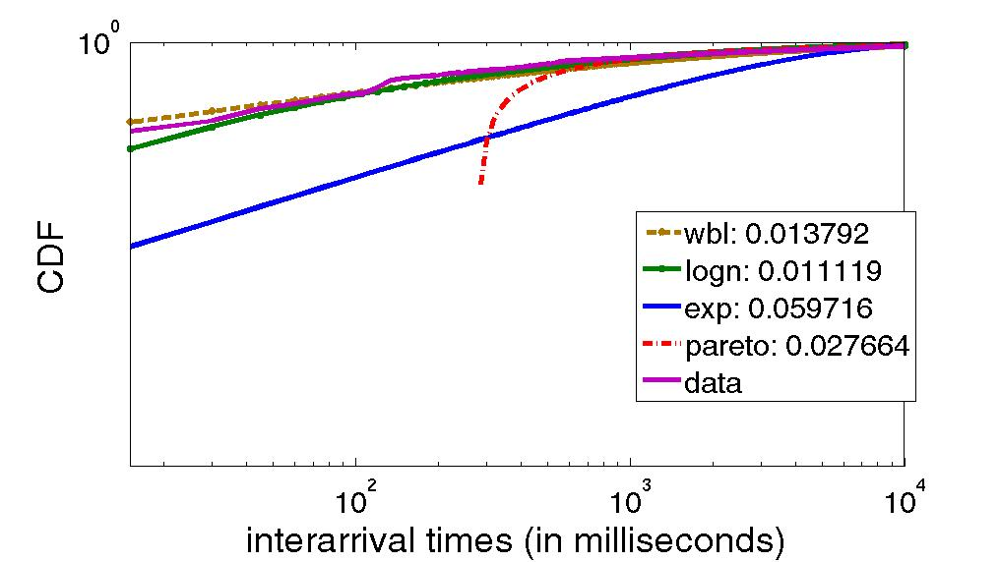 10^0
CDF
wbl: 0.013792
logn: 0.011119
exp: 0.059716
pareto: 0.027664
data
10^2 10^3 10^4
interarrival times (in milliseconds)